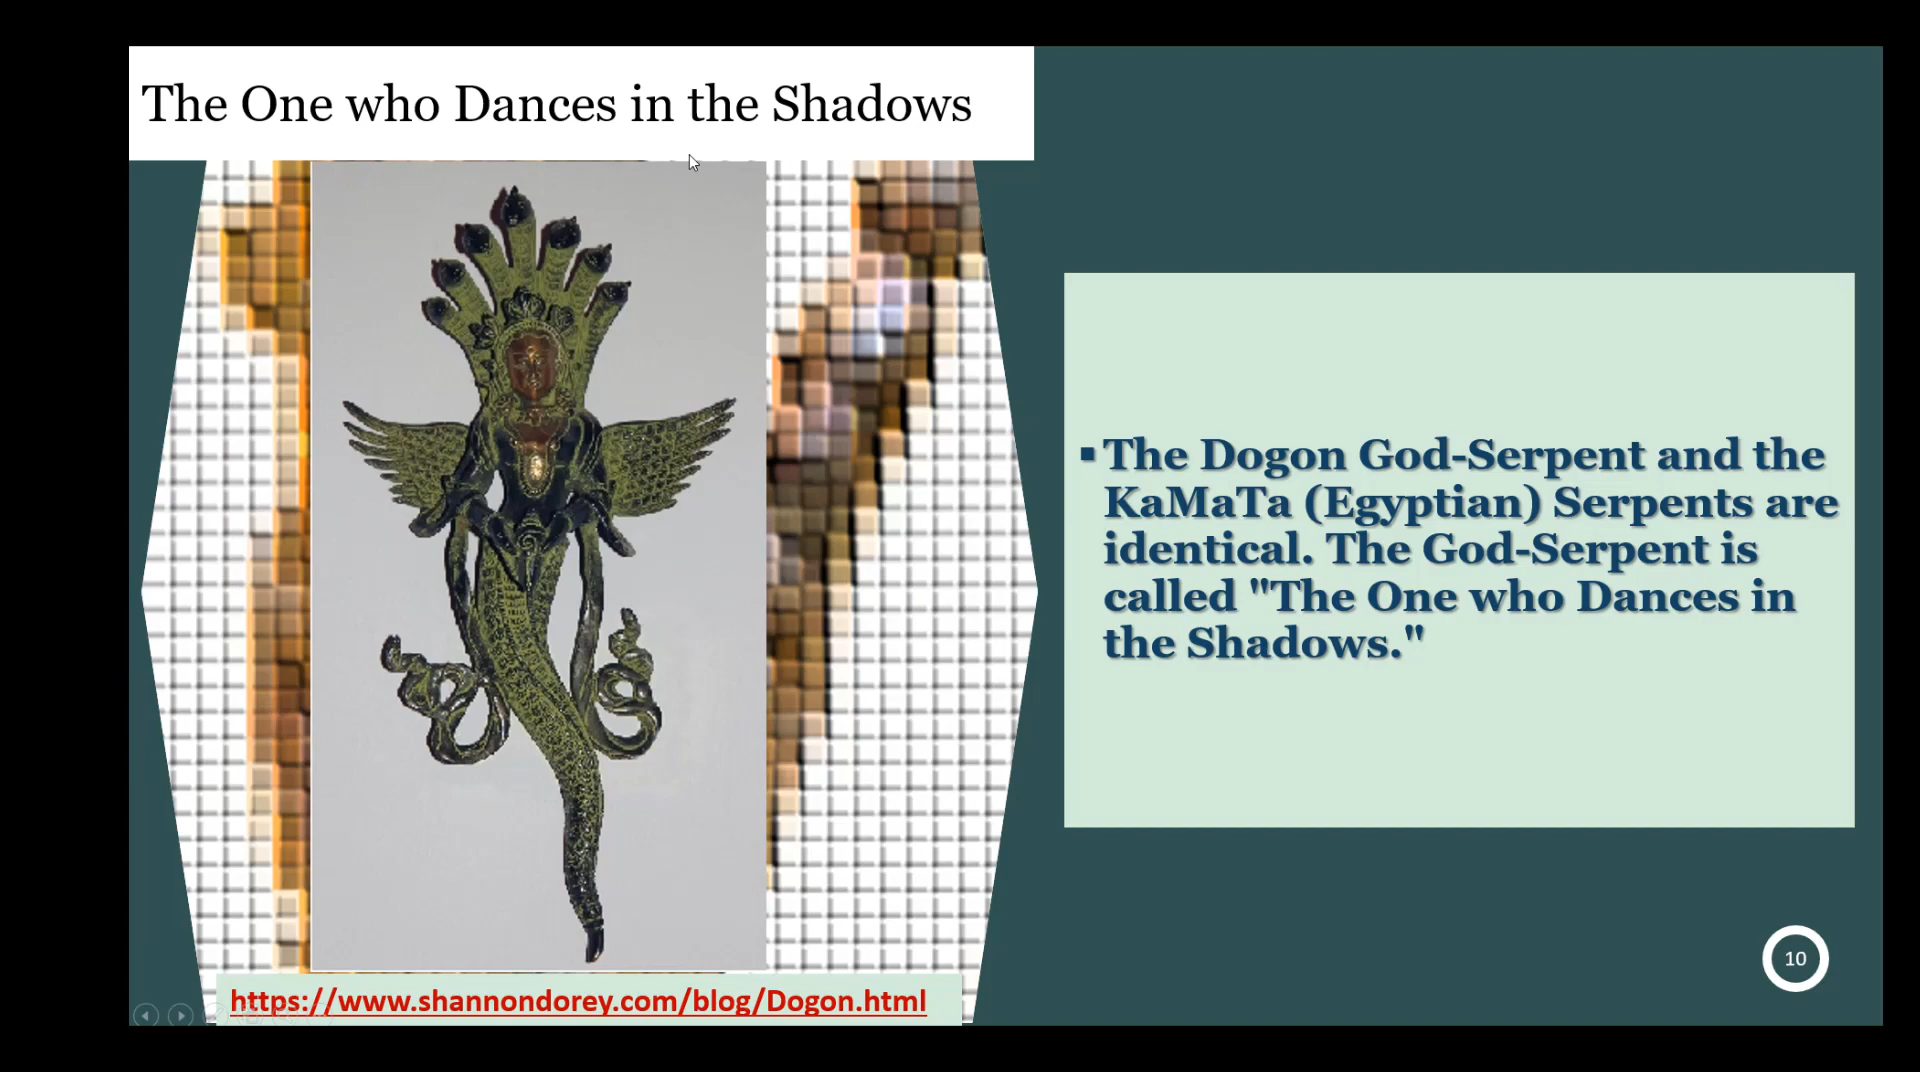 The One who Dances in the Shadows
▪The Dogon God-Serpent and the
KaMaTa (Egyptian) Serpents are
identical. The God-Serpent is
called "The One who Dances in
the Shadows."
https://www.shannondorey.com/blog/Dogon.html
10